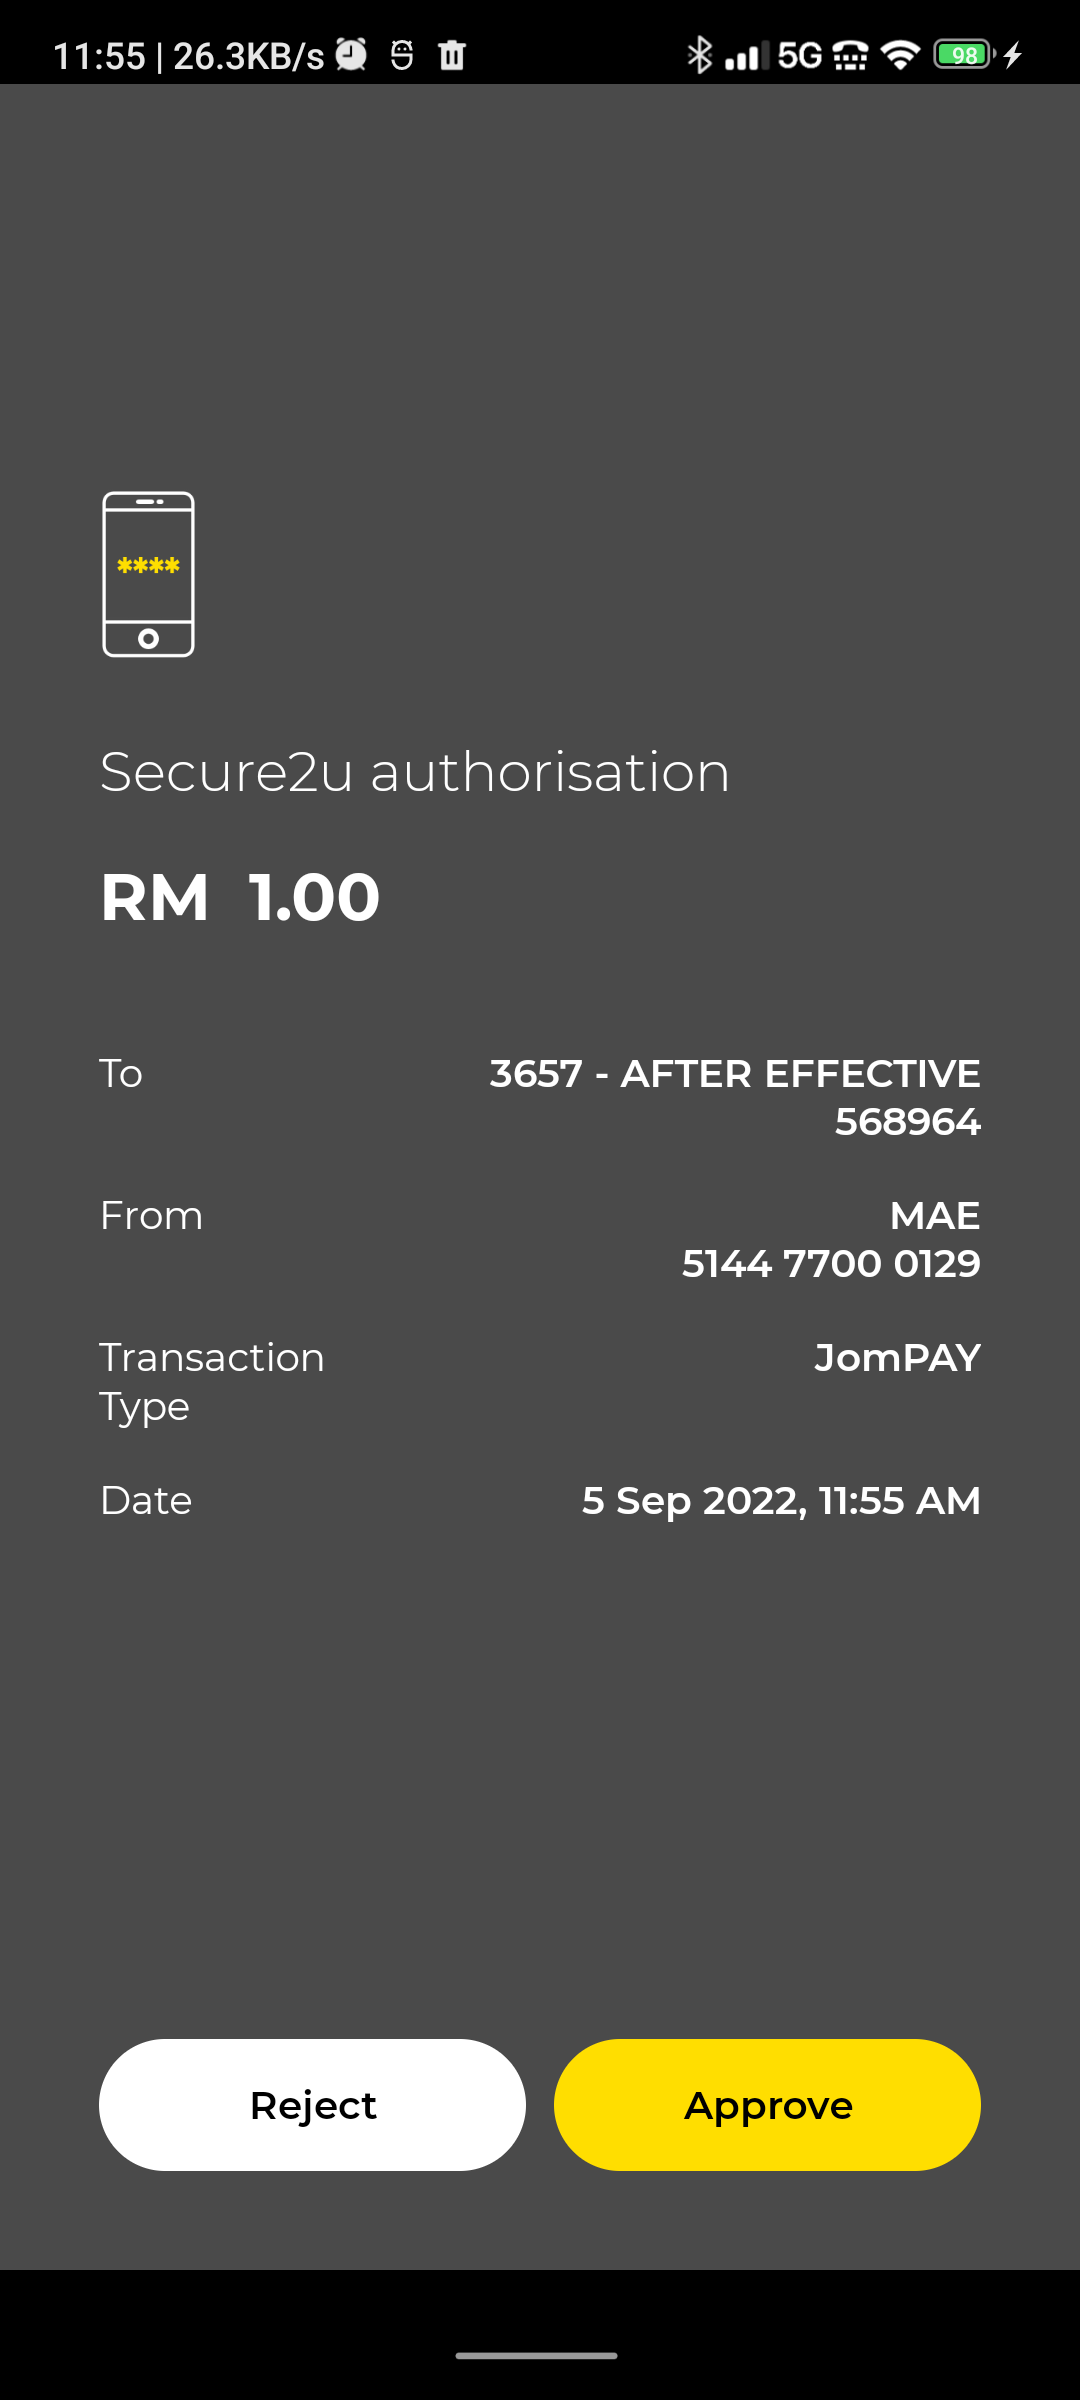 11:55 | 26.3KB/s 5G 98
****
Secure2u authorisation
RM 1.00
To 3657 - AFTER EFFECTIVE
568964
From MAE
5144 7700 0129
Transaction JomPAY
Type
Date 5 Sep 2022, 11:55 AM
Reject Approve